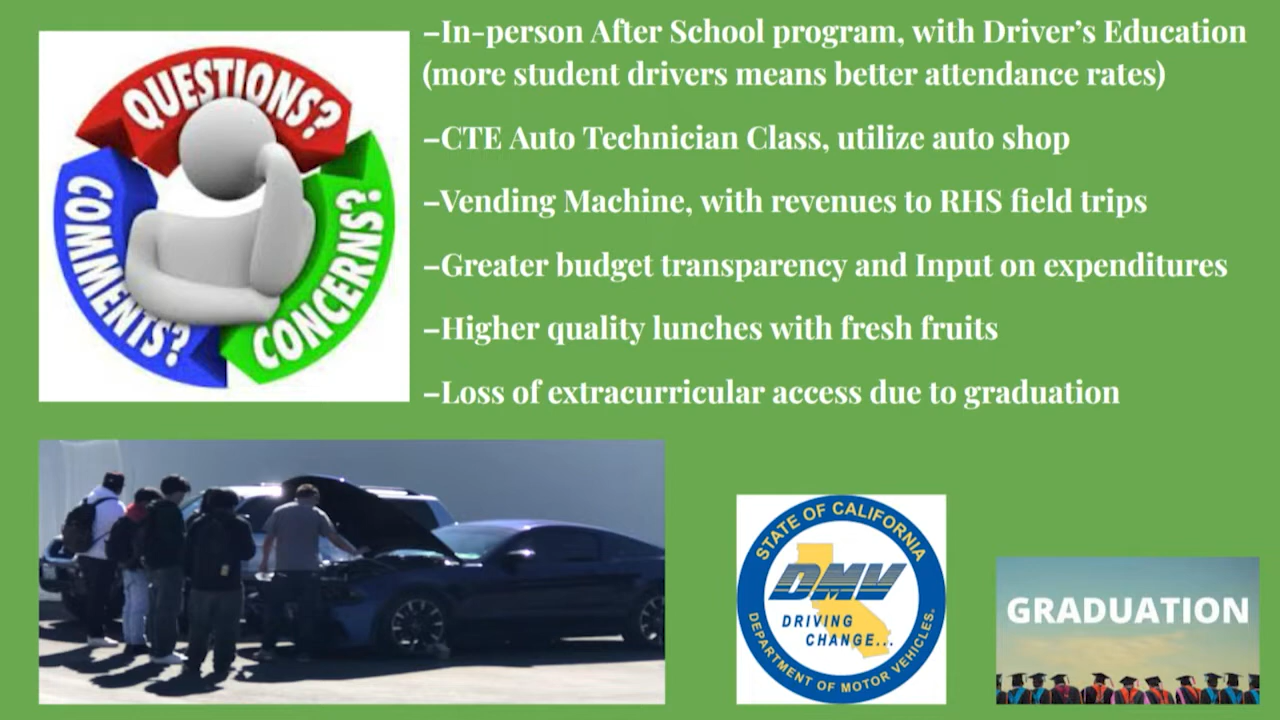 QUESTIONS?
COMMENTS?
CONCERNS?
–In-person After School program, with Driver’s Education
(more student drivers means better attendance rates)
–CTE Auto Technician Class, utilize auto shop
–Vending Machine, with revenues to RHS field trips
–Greater budget transparency and Input on expenditures
–Higher quality lunches with fresh fruits
–Loss of extracurricular access due to graduation
STATE OF CALIFORNIA
DMV
DRIVING
CHANGE...
DEPARTMENT OF MOTOR VEHICLES.
GRADUATION